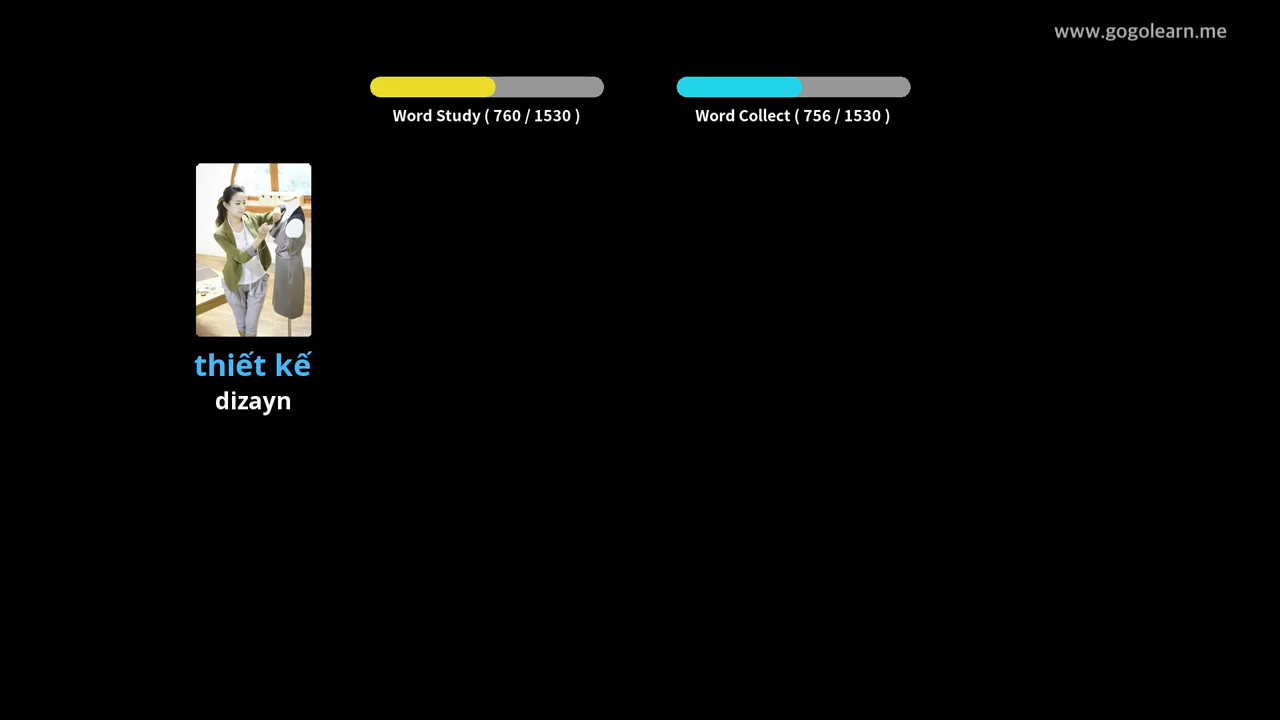 www.gogolearn.me
Word Study ( 760 / 1530 )
Word Collect ( 756 / 1530 )
thiết kế
dizayn